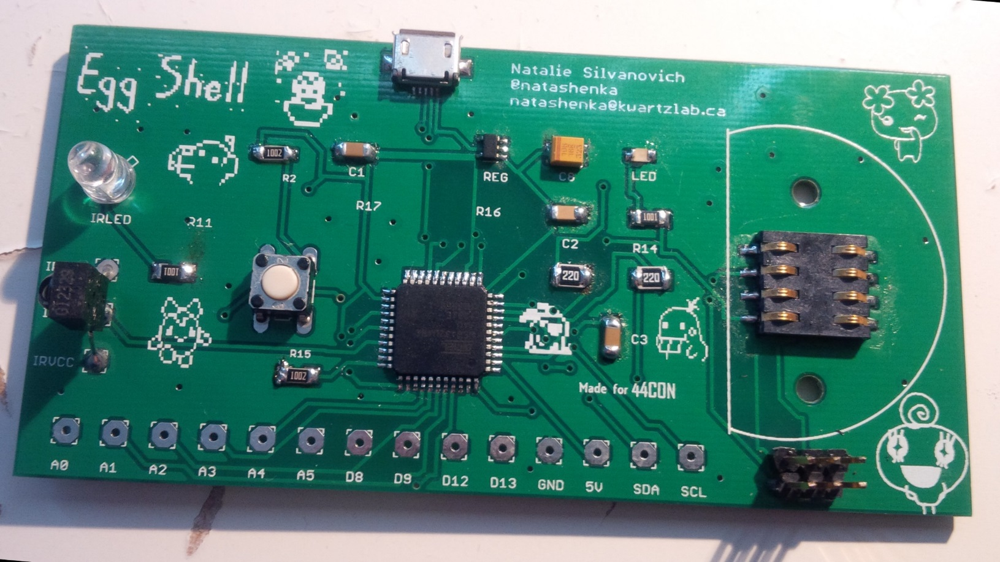 Egg Shell
Natalie Silvanovich
@natashenka
natashenka@kwartzlab.ca
1002
R2
C1
REG
C8
LED
IRLED
R11
R17
R16
C2
1001
R14
1001
220
220
C3
IRVCC
R15
1002
Made for 44CON
A0
A1
A2
A3
A4
A5
D8
D9
D12
D13
GND
5V
SDA
SCL